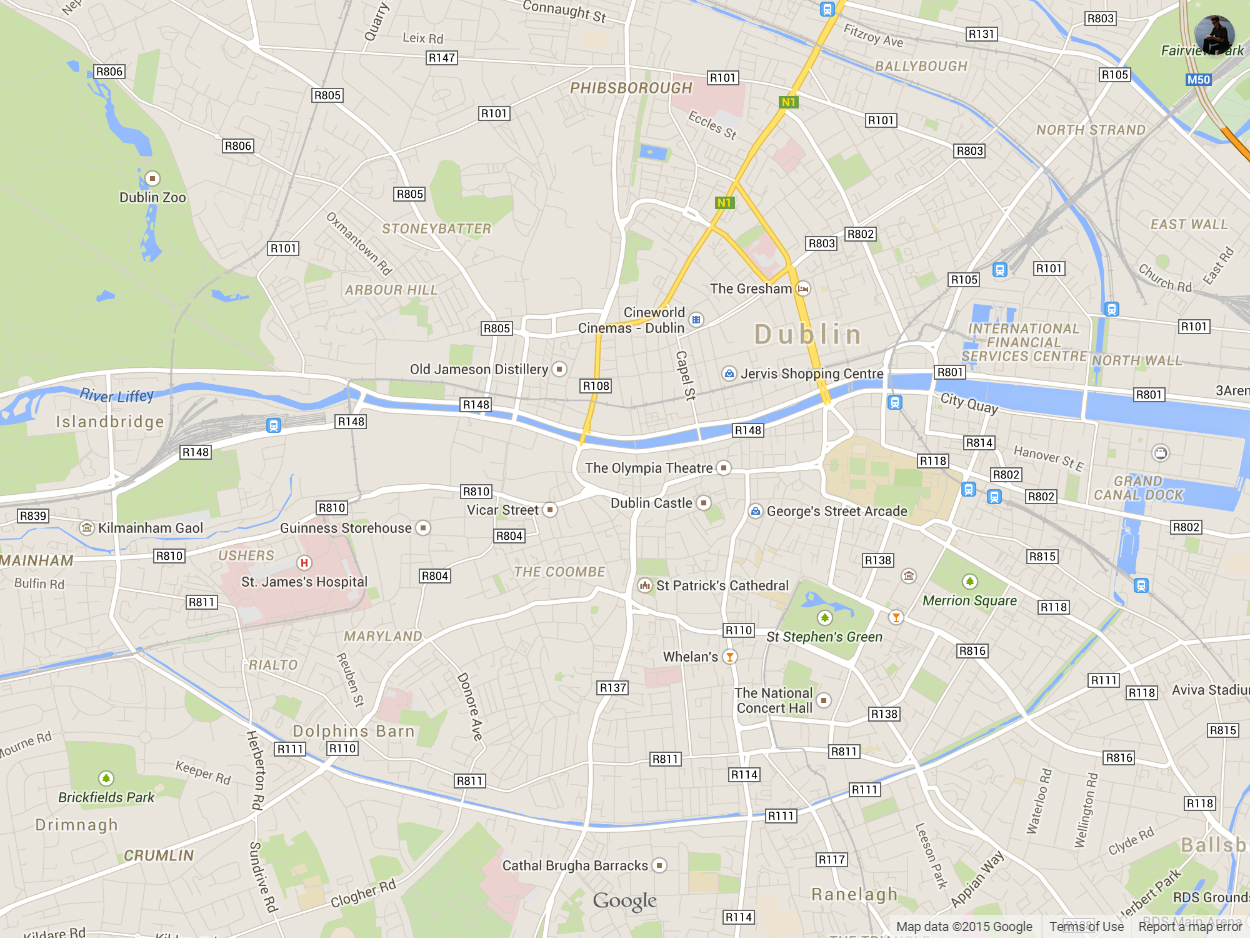 Connaught St
Quarry
R803
Leix Rd
Fitzroy Ave
R131
R147
Fairview Park
BALLYBOUGH
R806
R101
R105
M50
R805
PHIBSBOROUGH
N1
R101
Eccles St
R101
NORTH STRAND
R806
R803
Dublin Zoo
R805
N1
STONEYBATTER
EAST WALL
R101
Oxmantown Rd
R803
R802
R105
R101
Church Rd
East Rd
ARBOUR HILL
The Gresham
Cineworld
Cinemas - Dublin
R805
Dublin
INTERNATIONAL
FINANCIAL
SERVICES CENTRE
R101
NORTH WALL
Old Jameson Distillery
Capel St
Jervis Shopping Centre
R801
R108
River Liffey
R148
R801
3Aren
City Quay
Islandbridge
R148
R148
R814
R148
R118
Hanover St E
The Olympia Theatre
R802
GRAND
CANAL DOCK
R810
R802
R810
Vicar Street
Dublin Castle
George's Street Arcade
R839
Kilmainham Gaol
Guinness Storehouse
R802
R804
MAINHAM
R810
USHERS
R138
R815
Bulfin Rd
St. James's Hospital
R804
THE COOMBE
St Patrick's Cathedral
Merrion Square
R811
R118
MARYLAND
R110
St Stephen's Green
RIALTO
Whelan's
R816
Reuben St
R137
R111
R118
Aviva Stadiu
Donore Ave
The National
Concert Hall
R138
Dolphins Barn
R815
Mourne Rd
R111
R110
R811
R811
R816
Herberton Rd
Keeper Rd
R811
R114
R111
Brickfields Park
Waterloo Rd
Wellington Rd
R118
Drimnagh
R111
Clyde Rd
Ballsb
CRUMLIN
Sundrive Rd
Cathal Brugha Barracks
R117
Leeson Park
Appian Way
Clogher Rd
Google
Ranelagh
Herbert Park
RDS Grounds
R114
Kildare Rd
Map data ©2015 Google
Terms of Use
Report a map error
RDS Main Arena